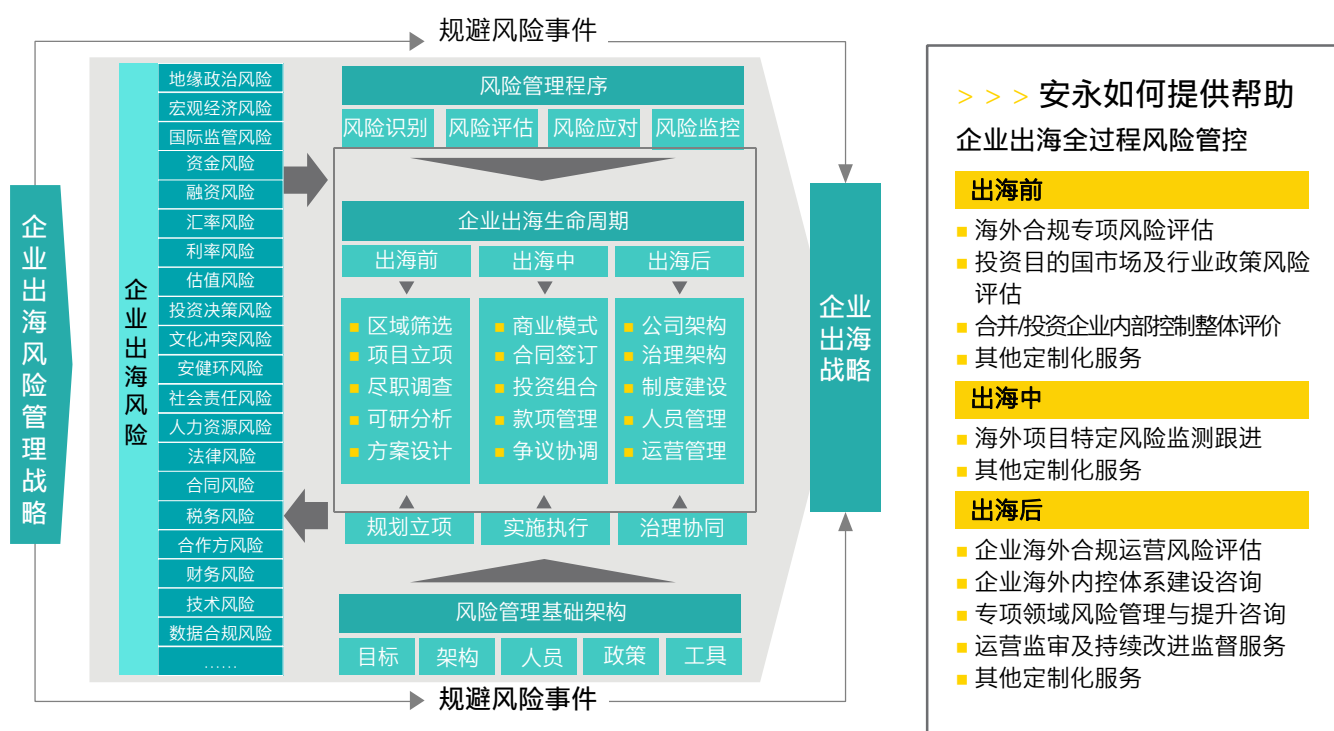 规避风险事件
企业出海风险管理战略
企业出海风险
地缘政治风险
宏观经济风险
国际监管风险
资金风险
融资风险
汇率风险
利率风险
估值风险
投资决策风险
文化冲突风险
安健环风险
社会责任风险
人力资源风险
法律风险
合同风险
税务风险
合作方风险
财务风险
技术风险
数据合规风险
……
风险管理程序
风险识别 风险评估 风险应对 风险监控
企业出海生命周期
出海前 出海中 出海后
区域筛选
项目立项
尽职调查
可研分析
方案设计
商业模式
合同签订
投资组合
款项管理
争议协调
公司架构
治理架构
制度建设
人员管理
运营管理
规划立项 实施执行 治理协同
风险管理基础架构
目标 架构 人员 政策 工具
规避风险事件
企业
出海
战略
>>> 安永如何提供帮助
企业出海全过程风险管控
出海前
海外合规专项风险评估
投资目的国市场及行业政策风险
评估
合并/投资企业内部控制整体评价
其他定制化服务
出海中
海外项目特定风险监测跟进
其他定制化服务
出海后
企业海外合规运营风险评估
企业海外内控体系建设咨询
专项领域风险管理与提升咨询
运营监审及持续改进监督服务
其他定制化服务